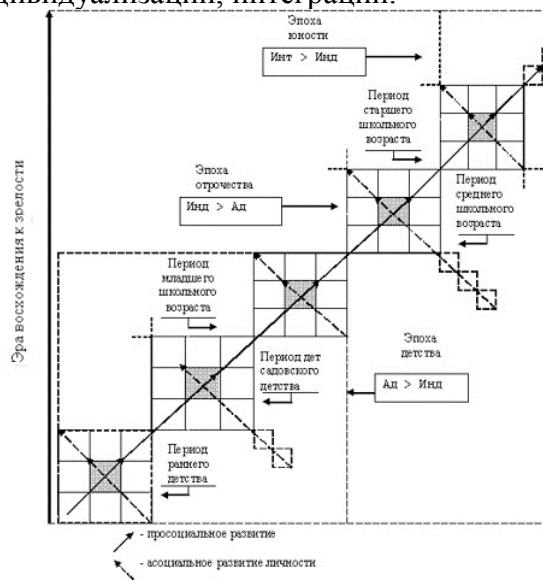 дивидуализации, интеграции.
Эпоха
юности
Инт > Инд
Период
старшего
школьного
возраста
Эпоха
отрочества
Инд > Ад
Период
среднего
школьного
возраста
Период
младшего
школьного
возраста
Эра восхождения к зрелости
Период дет
садовского
детства
Эпоха
детства
Ад > Инд
Период
раннего
детства
- просоциальное развитие
- асоциальное развитие личности